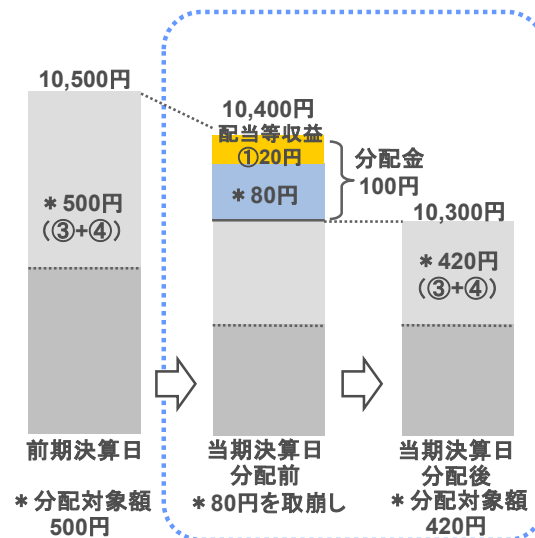 10,500円
＊500円
（③+④）
前期決算日
＊分配対象額
500円
10,400円
配当等収益
①20円
＊80円
分配金
100円
当期決算日
分配前
＊80円を取崩し
10,300円
＊420円
（③+④）
当期決算日
分配後
＊分配対象額
420円